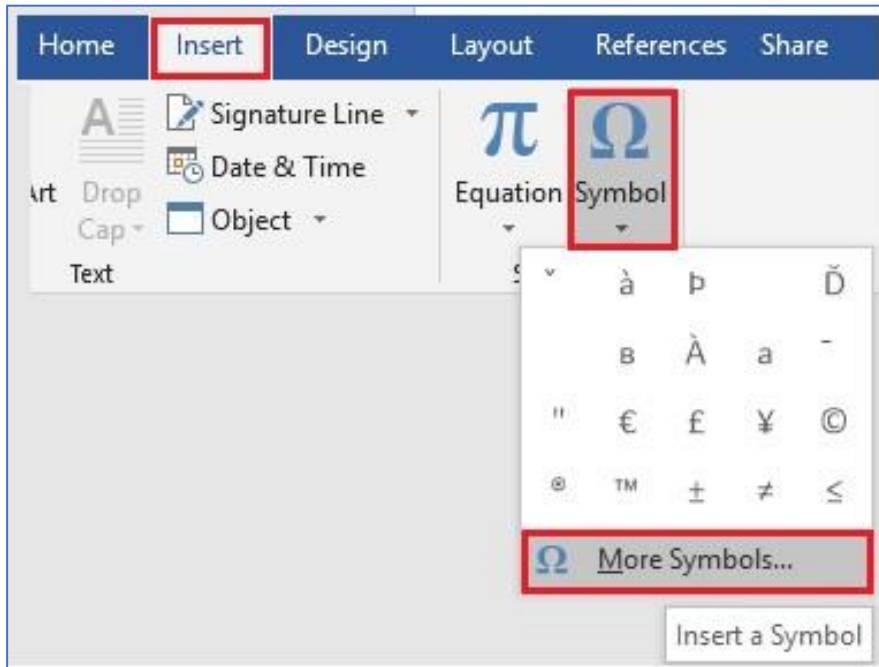 Home Insert Design Layout References Share
A Signature Line π Ω
Date & Time
Art Drop Equation Symbol
Cap Object
Text
ˇ à Þ Ď
в À a ¯
" € £ ¥ ©
® ™ ± ≠ ≤
Ω More Symbols...
Insert a Symbol